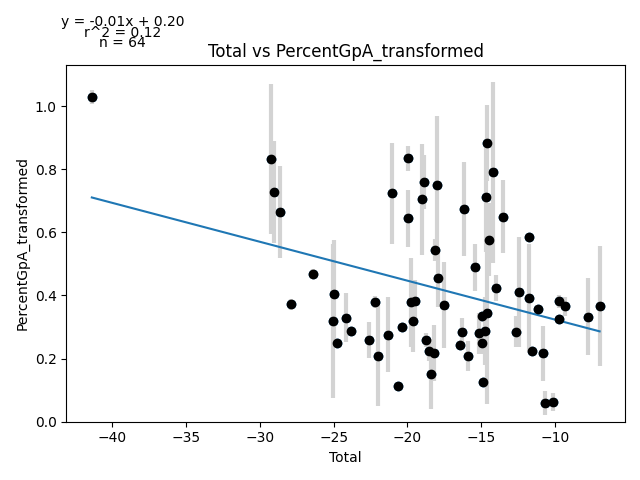 y = -0.01x + 0.20
r^2 = 0.12
n = 64
Total vs PercentGpA_transformed
PercentGpA_transformed
1.0
0.8
0.6
0.4
0.2
0.0
−40
−35
−30
−25
−20
−15
−10
Total